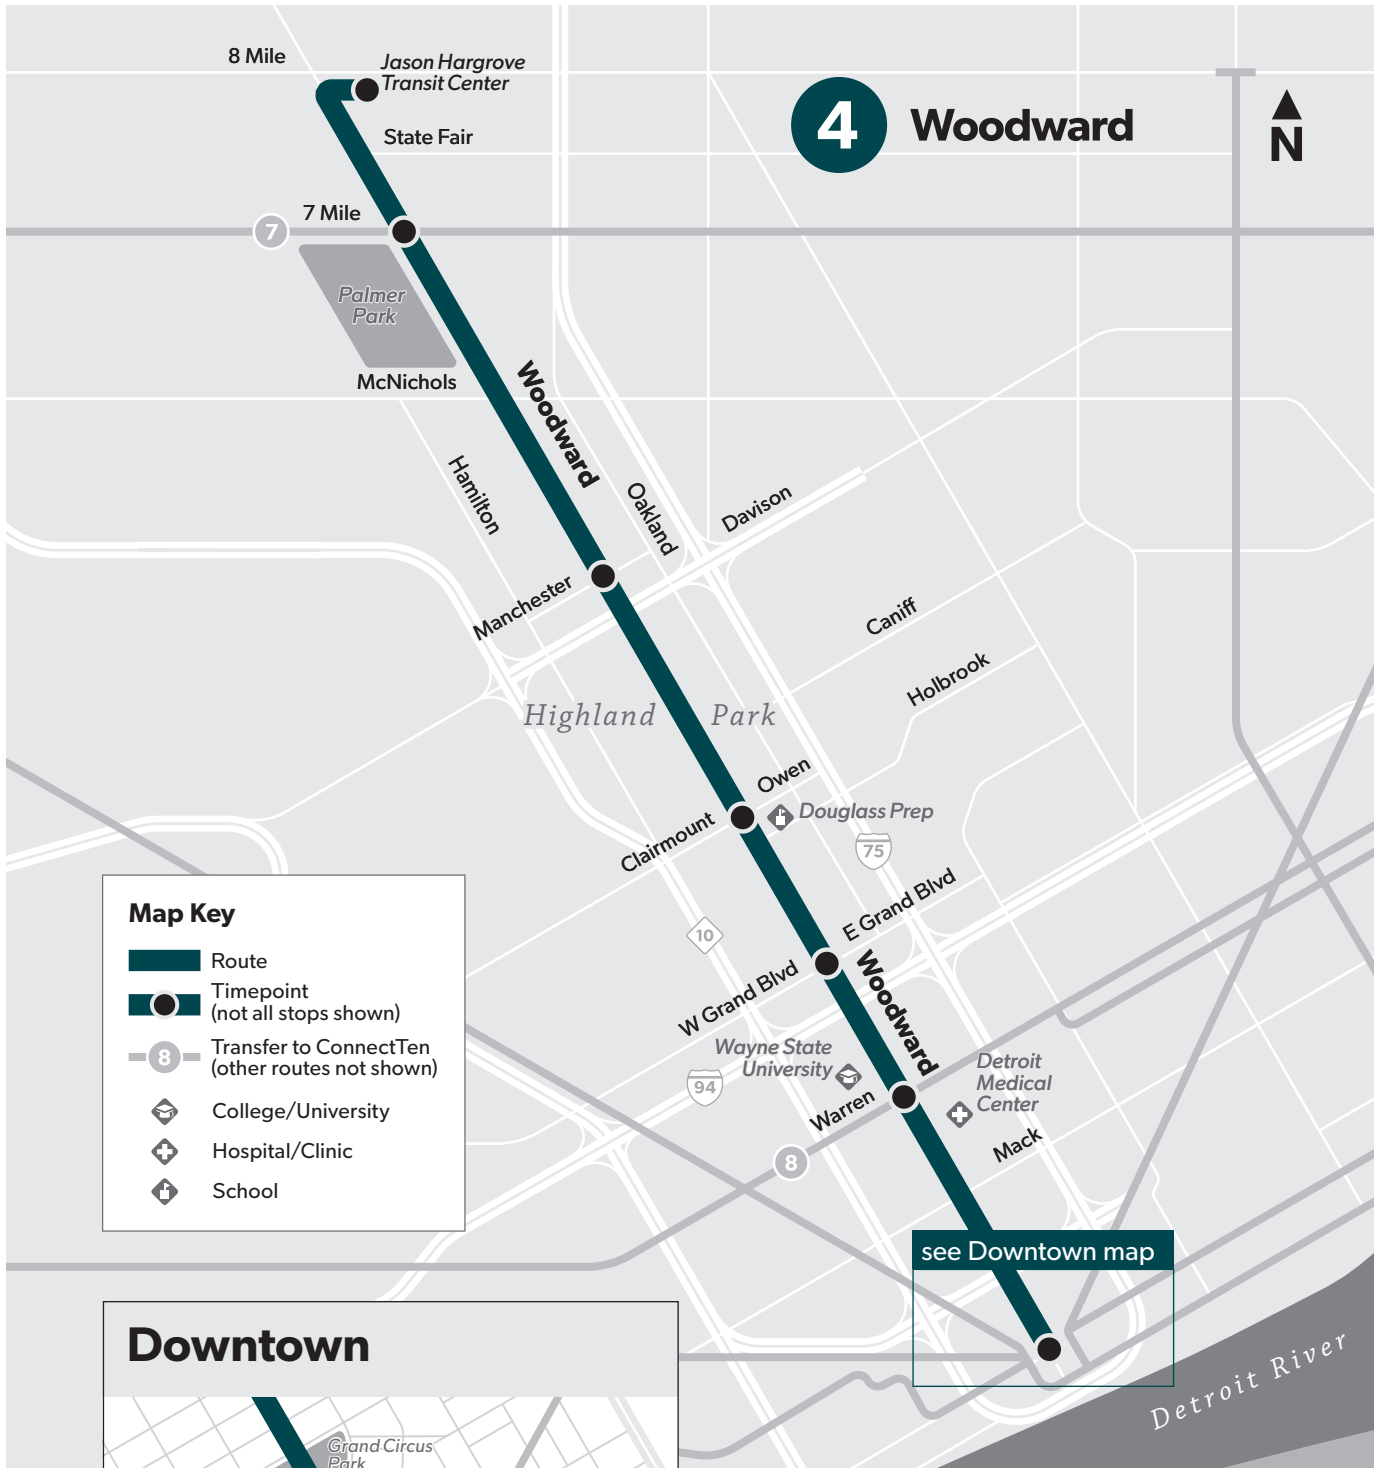 8 Mile
Jason Hargrove
Transit Center
State Fair
4
Woodward
N
7
7 Mile
Palmer
Park
McNichols
Woodward
Hamilton
Oakland
Davison
Manchester
Caniff
Holbrook
Highland Park
Owen
Clairmount
Douglass Prep
75
10
E Grand Blvd
W Grand Blvd
Woodward
Wayne State
University
94
Warren
Detroit
Medical
Center
Mack
8
see Downtown map
Detroit River
Map Key
Route
Timepoint
(not all stops shown)
8
Transfer to ConnectTen
(other routes not shown)
College/University
Hospital/Clinic
School
Downtown
Grand Circus
Park